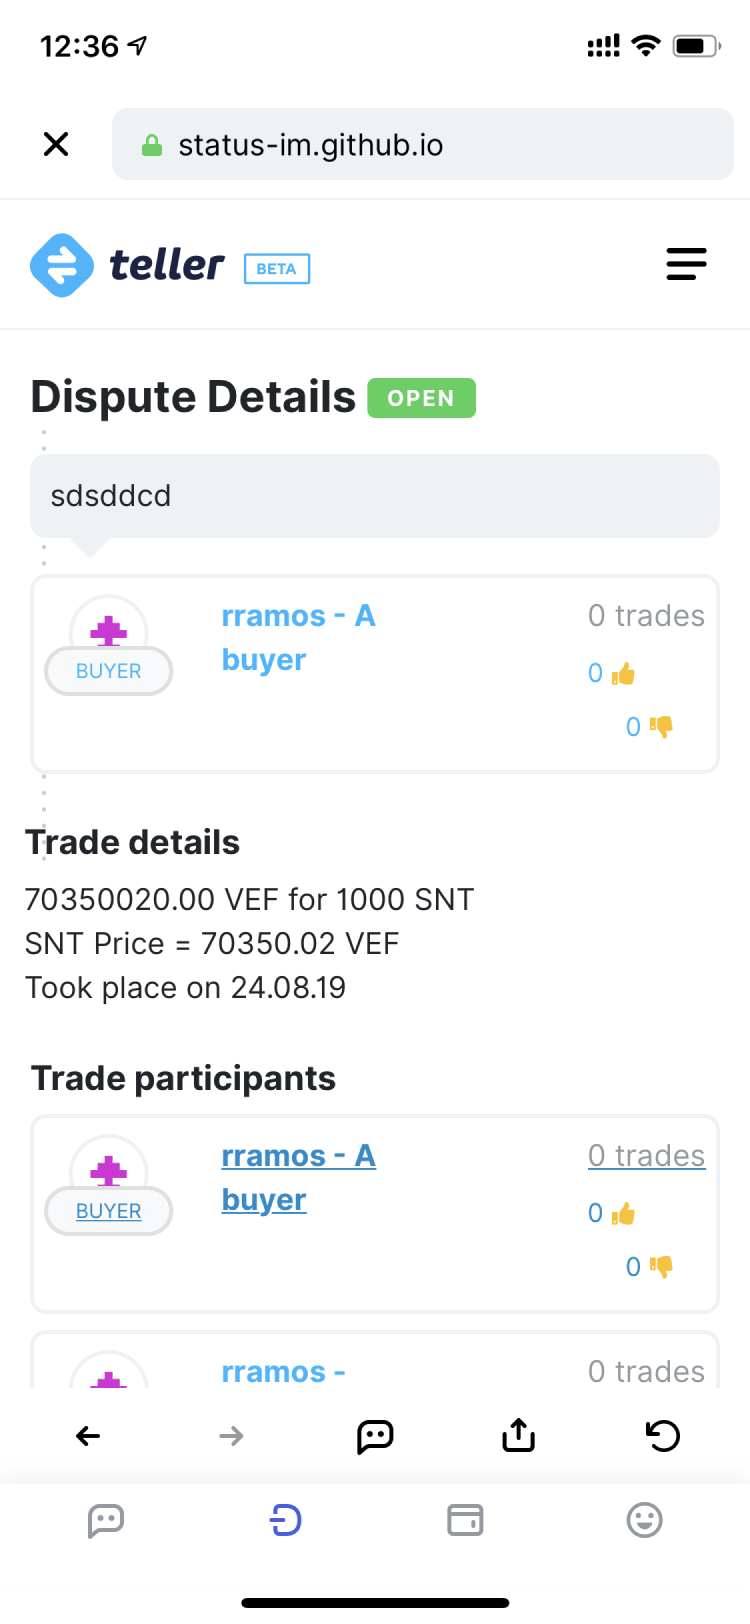 12:36
status-im.github.io
teller BETA
Dispute Details OPEN
sdsddcd
rramos - A
buyer
BUYER
0 trades
0
0
Trade details
70350020.00 VEF for 1000 SNT
SNT Price = 70350.02 VEF
Took place on 24.08.19
Trade participants
rramos - A
buyer
BUYER
0 trades
0
0
rramos -
0 trades